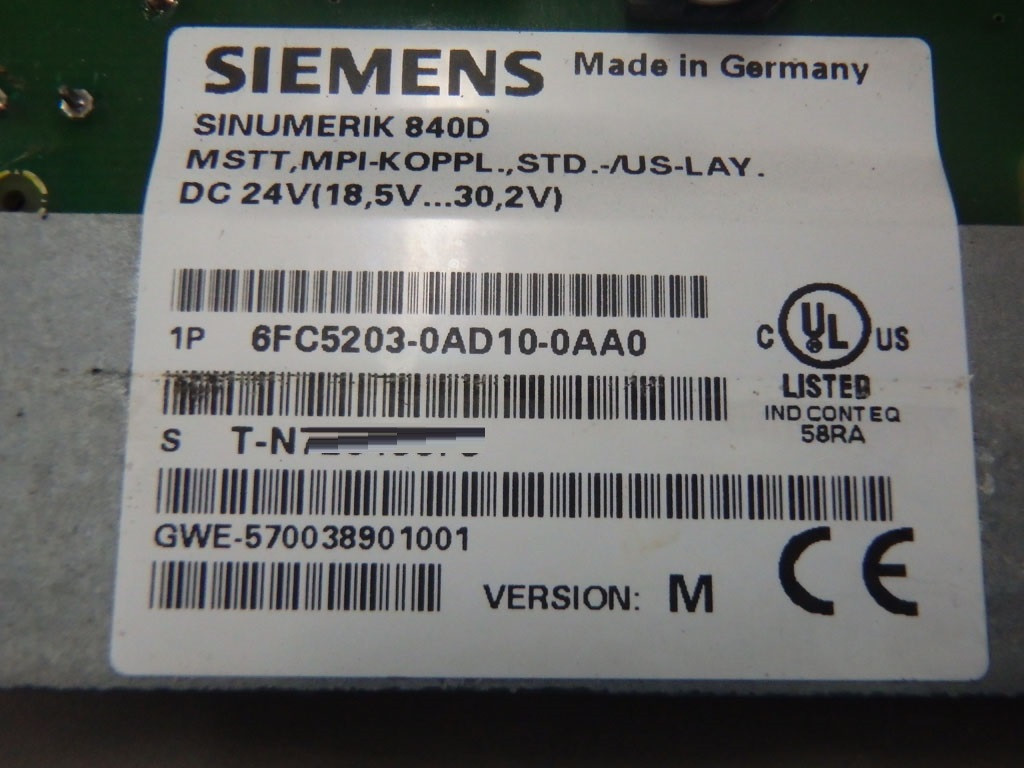 SIEMENS Made in Germany
SINUMERIK 840D
MSTT,MPI-KOPPL.,STD.-/US-LAY.
DC 24V(18,5V...30,2V)
1P 6FC5203-0AD10-0AA0
C UL US
LISTED
IND CONT EQ
58RA
S T-N
GWE-570038901001
VERSION: M
CE